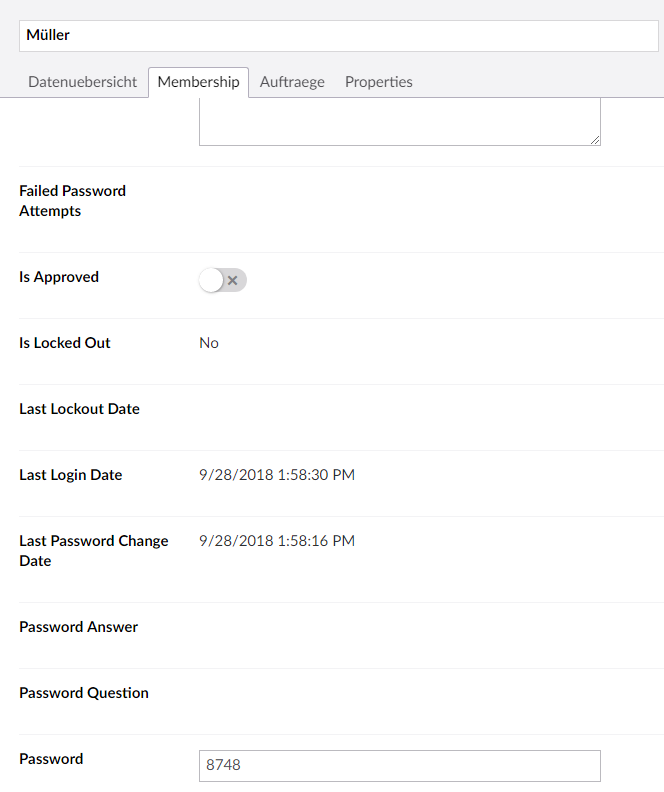 Müller
Datenuebersicht Membership Auftraege Properties
Failed Password
Attempts
Is Approved
Is Locked Out No
Last Lockout Date
Last Login Date 9/28/2018 1:58:30 PM
Last Password Change
Date 9/28/2018 1:58:16 PM
Password Answer
Password Question
Password 8748